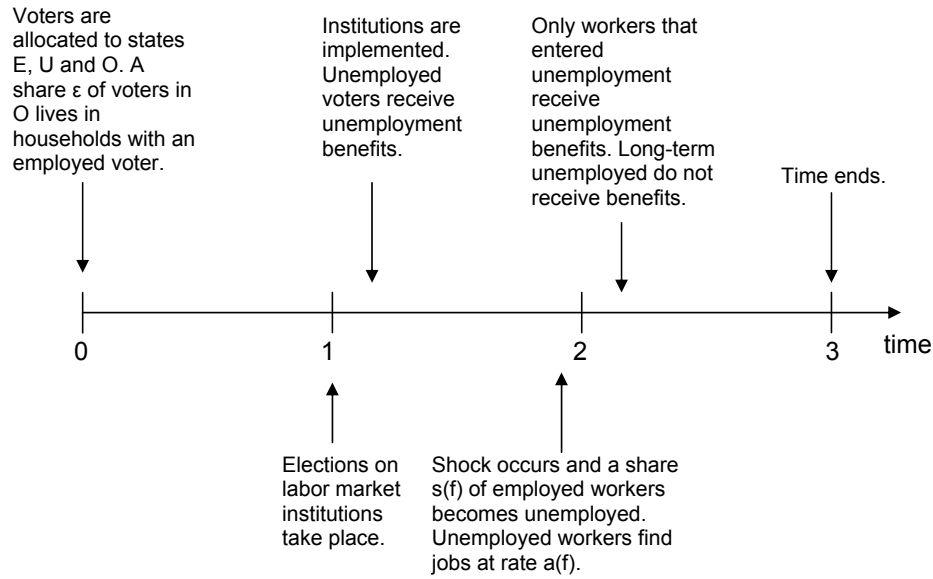 Voters are
allocated to states
E, U and O. A
share ε of voters in
O lives in
households with an
employed voter.
Institutions are
implemented.
Unemployed
voters receive
unemployment
benefits.
Only workers that
entered
unemployment
receive
unemployment
benefits. Long-term
unemployed do not
receive benefits.
Time ends.
0
1
2
3
time
Elections on
labor market
institutions
take place.
Shock occurs and a share
s(f) of employed workers
becomes unemployed.
Unemployed workers find
jobs at rate a(f).